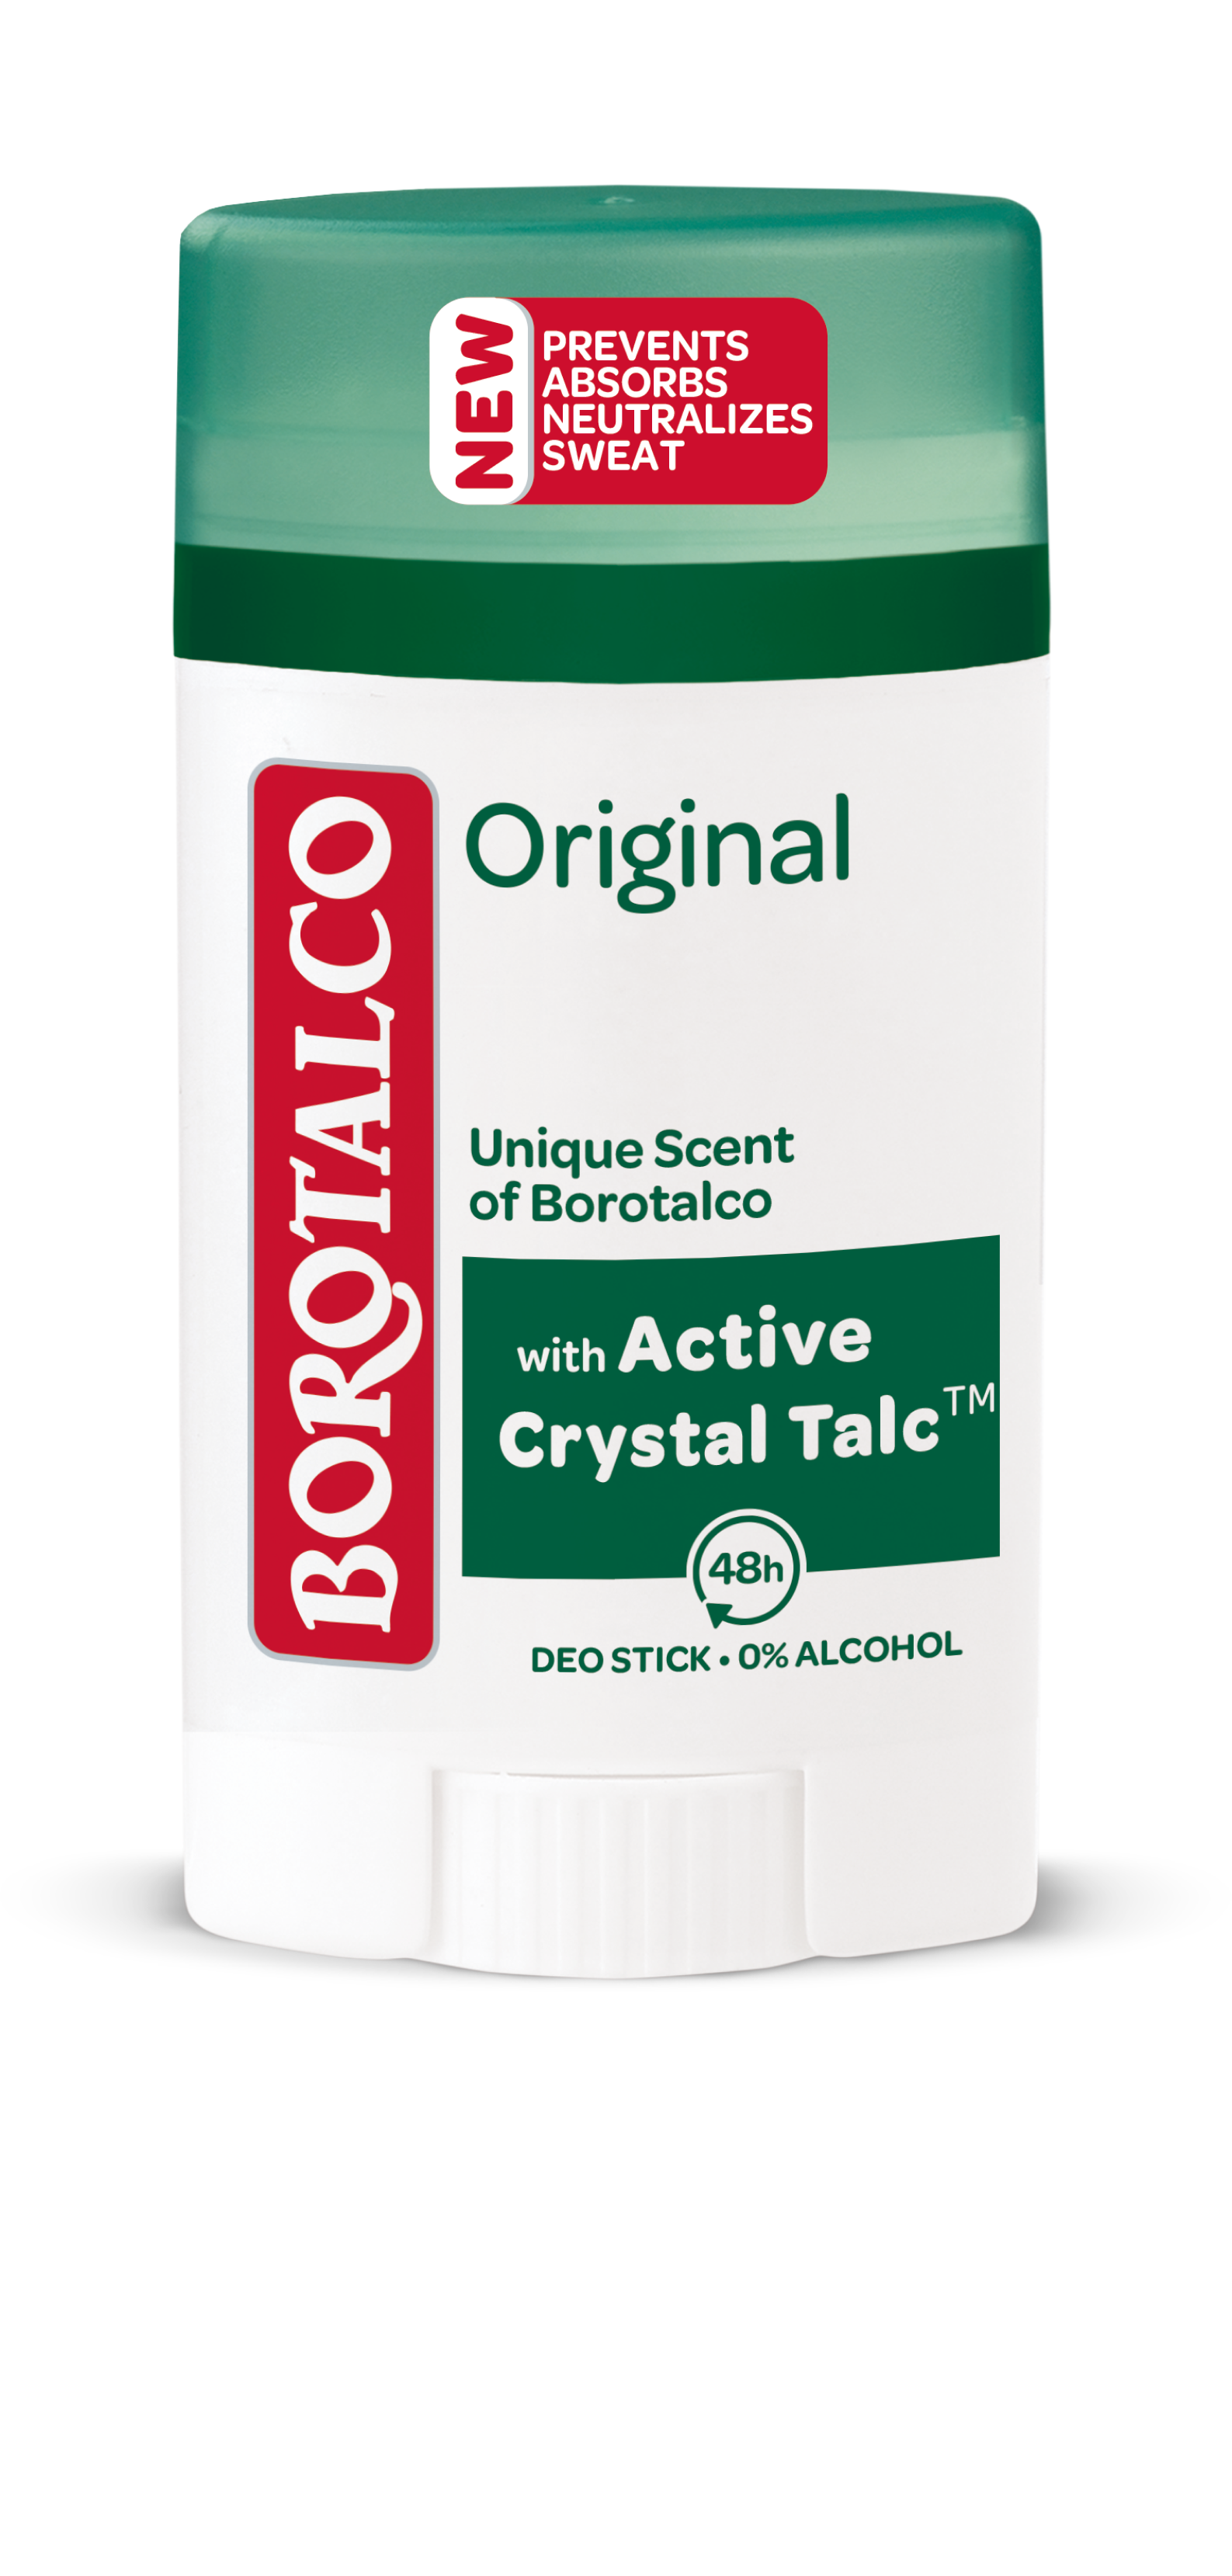 NEW
PREVENTS
ABSORBS
NEUTRALIZES
SWEAT
BOROTALCO
Original
Unique Scent
of Borotalco
with Active
Crystal Talc™
48h
DEO STICK • 0% ALCOHOL